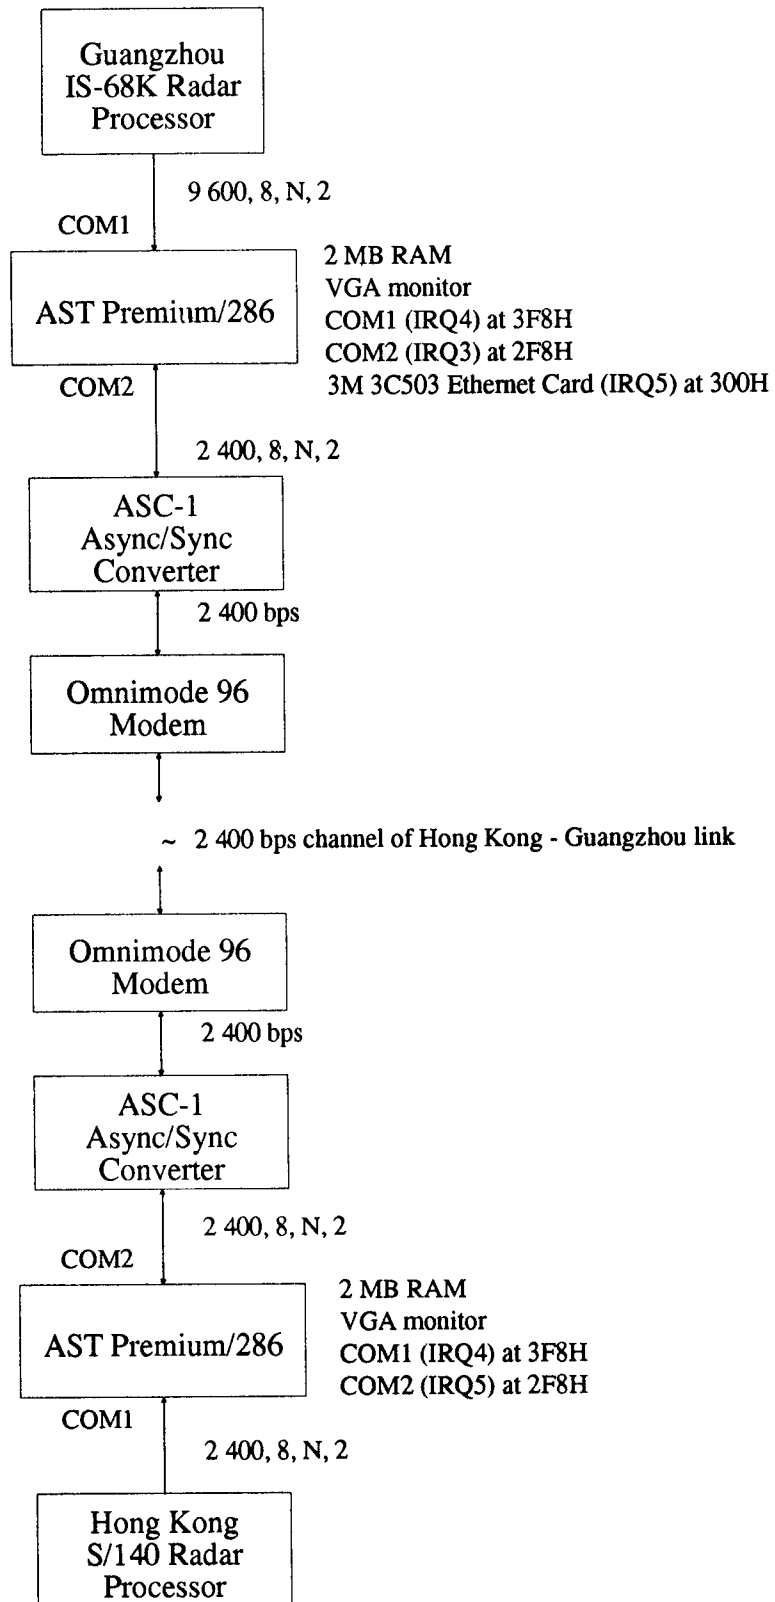 Guangzhou
IS-68K Radar
Processor
9 600, 8, N, 2
COM1
AST Premium/286
2 MB RAM
VGA monitor
COM1 (IRQ4) at 3F8H
COM2 (IRQ3) at 2F8H
3M 3C503 Ethernet Card (IRQ5) at 300H
COM2
2 400, 8, N, 2
ASC-1
Async/Sync
Converter
2 400 bps
Omnimode 96
Modem
~ 2 400 bps channel of Hong Kong - Guangzhou link
Omnimode 96
Modem
2 400 bps
ASC-1
Async/Sync
Converter
2 400, 8, N, 2
COM2
AST Premium/286
2 MB RAM
VGA monitor
COM1 (IRQ4) at 3F8H
COM2 (IRQ5) at 2F8H
COM1
2 400, 8, N, 2
Hong Kong
S/140 Radar
Processor